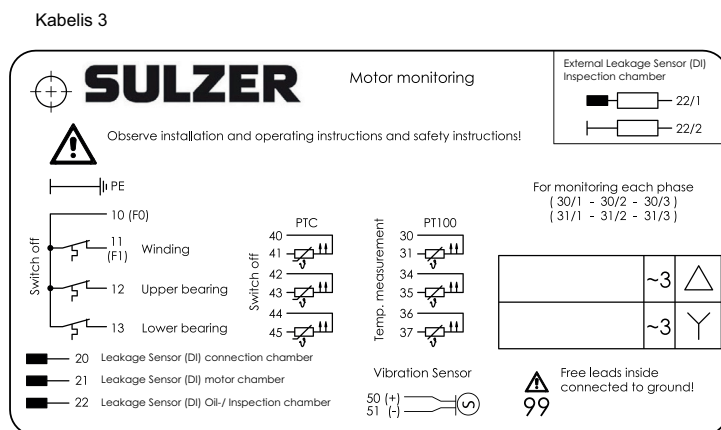 Kabelis 3
SULZER
Motor monitoring
External Leakage Sensor (DI)
Inspection chamber
22/1
22/2
Observe installation and operating instructions and safety instructions!
PE
For monitoring each phase
( 30/1 - 30/2 - 30/3 )
( 31/1 - 31/2 - 31/3 )
Switch off
10 (F0)
11
(F1)
Winding
12 Upper bearing
13 Lower bearing
Switch off
PTC
40
41
42
43
44
45
Temp. measurement
PT100
30
31
34
35
36
37
~3
~3
20 Leakage Sensor (DI) connection chamber
21 Leakage Sensor (DI) motor chamber
22 Leakage Sensor (DI) Oil-/ Inspection chamber
Vibration Sensor
50 (+)
51 (-)
S
Free leads inside
connected to ground!
99